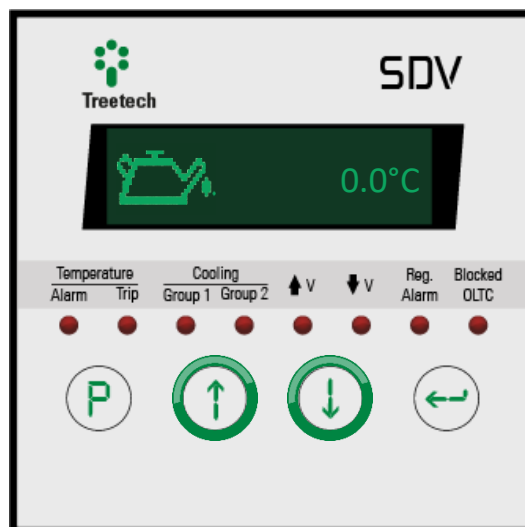 Treetech
SDV
0.0°C
Temperature
Alarm Trip
Cooling
Group 1 Group 2
V
V
Reg.
Alarm
Blocked
OLTC
P